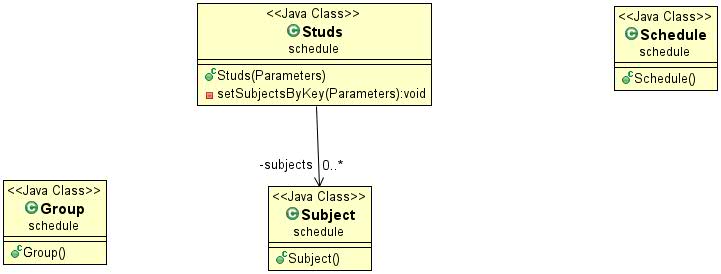 <<Java Class>>
Studs
schedule
Studs(Parameters)
setSubjectsByKey(Parameters):void
<<Java Class>>
Schedule
schedule
Schedule()
-subjects 0..*
<<Java Class>>
Group
schedule
Group()
<<Java Class>>
Subject
schedule
Subject()